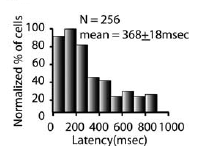 N = 256
mean = 368±18msec
Normalized % of cells
100
80
60
40
20
0
0 200 400 600 800 1000
Latency(msec)